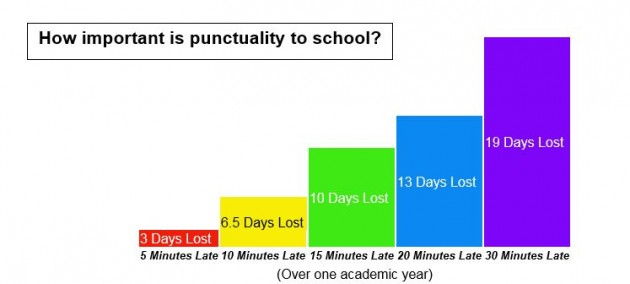 How important is punctuality to school?
19 Days Lost
13 Days Lost
10 Days Lost
6.5 Days Lost
3 Days Lost
5 Minutes Late 10 Minutes Late 15 Minutes Late 20 Minutes Late 30 Minutes Late
(Over one academic year)